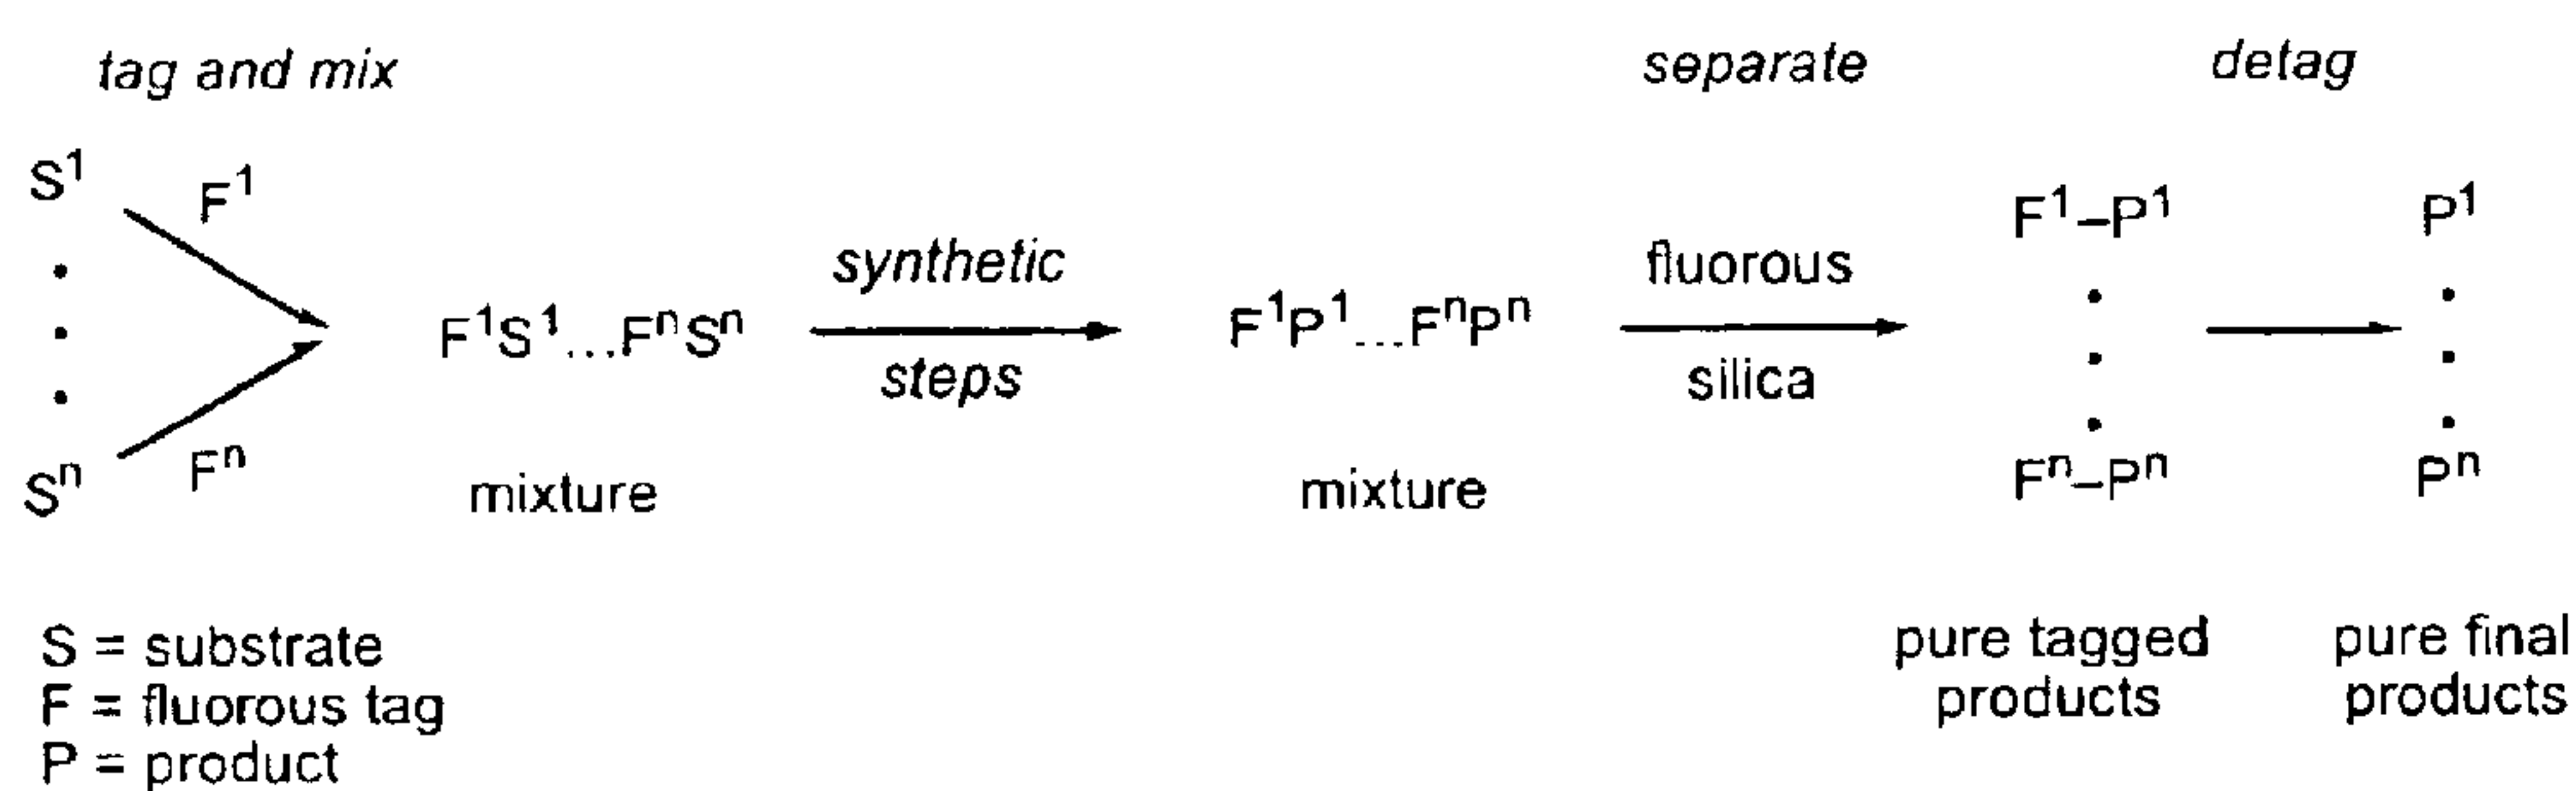 tag and mix
separate
detag
S¹
F¹
F¹–P¹
P¹
synthetic
fluorous
F¹S¹...FⁿSⁿ
F¹P¹...FⁿPⁿ
steps
silica
Sⁿ
Fⁿ
mixture
mixture
Fⁿ–Pⁿ
Pⁿ
S = substrate
F = fluorous tag
P = product
pure tagged
products
pure final
products